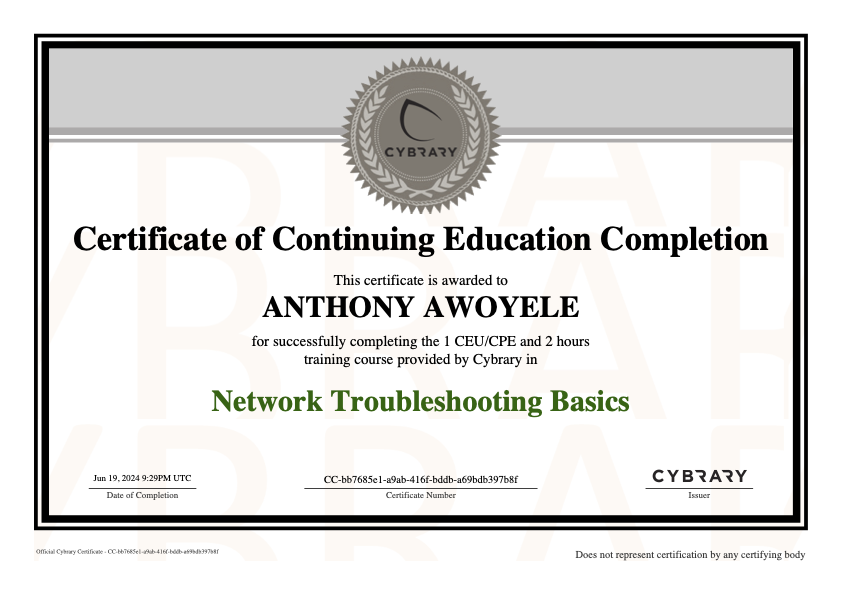 CYBRARY
Certificate of Continuing Education Completion
This certificate is awarded to
ANTHONY AWOYELE
for successfully completing the 1 CEU/CPE and 2 hours
training course provided by Cybrary in
Network Troubleshooting Basics
Jun 19, 2024 9:29PM UTC
Date of Completion
CC-bb7685e1-a9ab-416f-bddb-a69bdb397b8f
Certificate Number
CYBRARY
Issuer
Official Cybrary Certificate - CC-bb7685e1-a9ab-416f-bddb-a69bdb397b8f
Does not represent certification by any certifying body